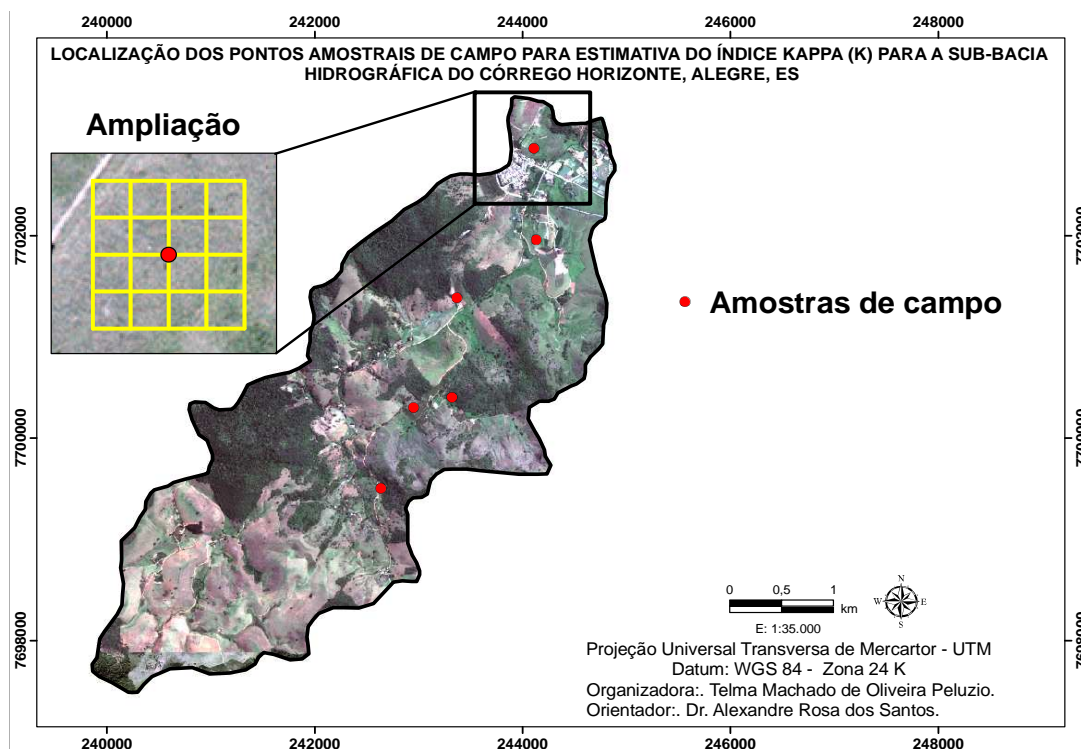 240000 242000 244000 246000 248000
LOCALIZAÇÃO DOS PONTOS AMOSTRAIS DE CAMPO PARA ESTIMATIVA DO ÍNDICE KAPPA (K) PARA A SUB-BACIA
HIDROGRÁFICA DO CÓRREGO HORIZONTE, ALEGRE, ES
Ampliação
7702000 7702000
Amostras de campo
7700000 7700000
0 0,5 1
km
E: 1:35.000
N
W E
S
7698000 7698000
Projeção Universal Transversa de Mercartor - UTM
Datum: WGS 84 - Zona 24 K
Organizadora:. Telma Machado de Oliveira Peluzio.
Orientador:. Dr. Alexandre Rosa dos Santos.
240000 242000 244000 246000 248000